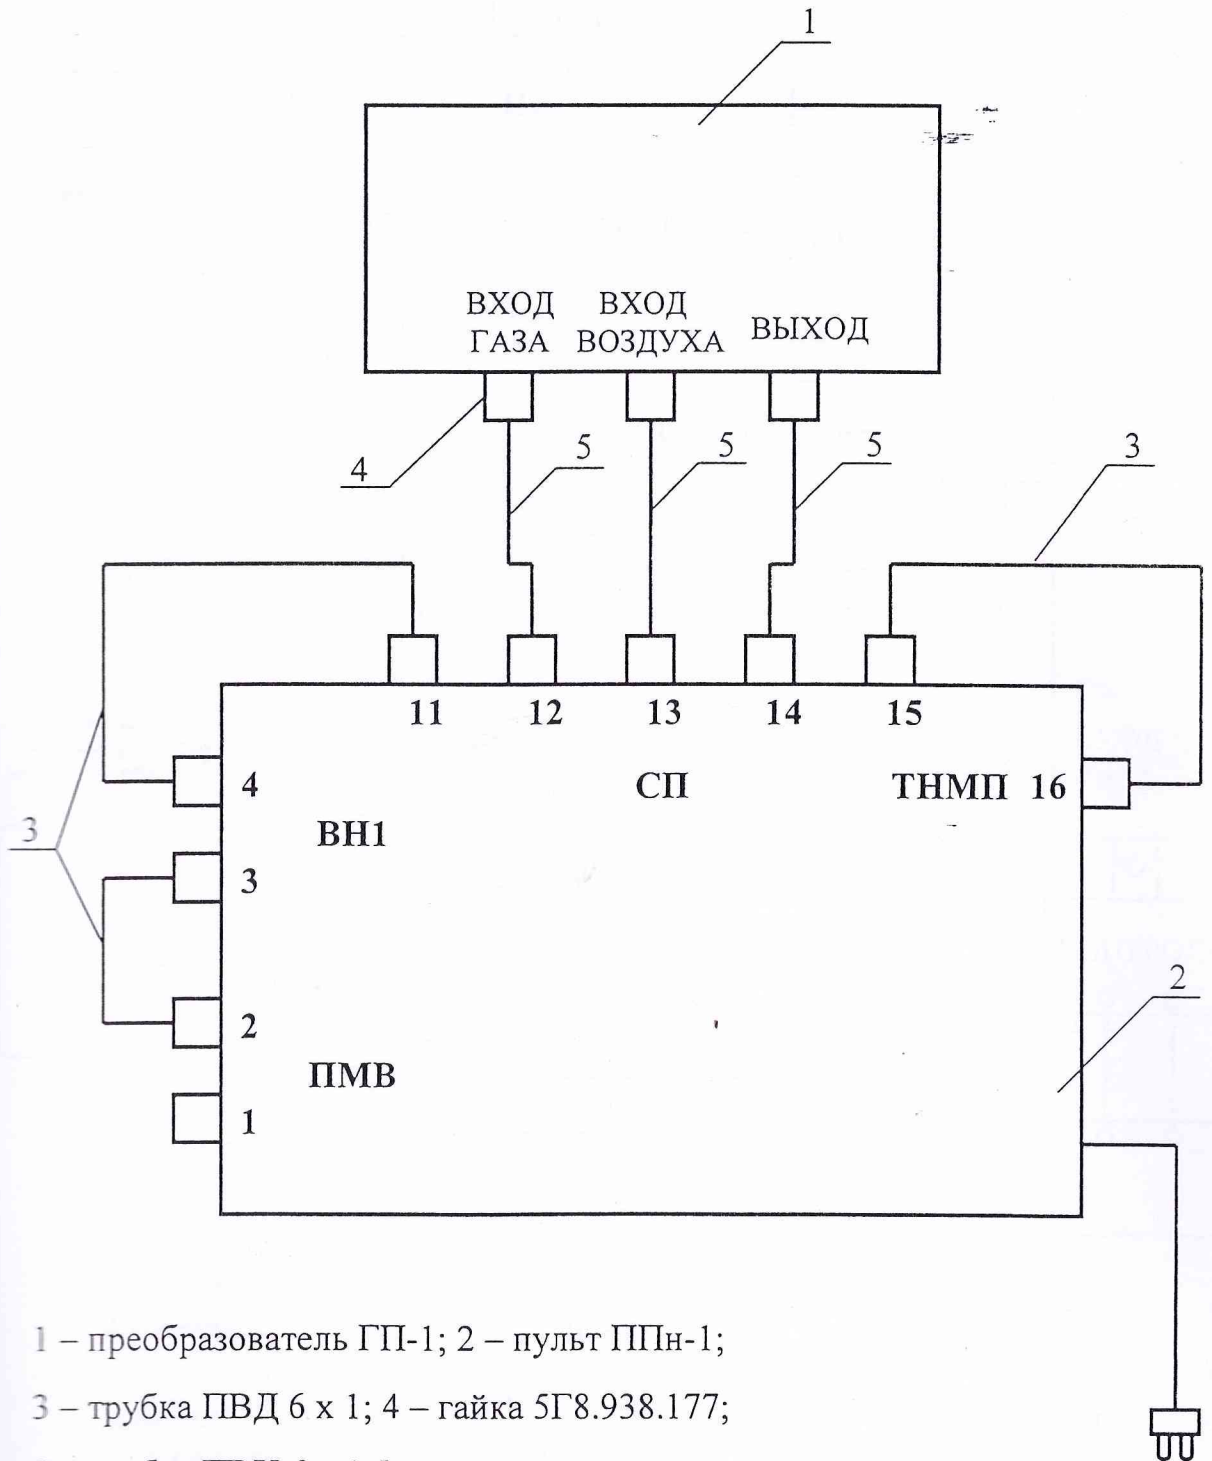 1
ВХОД ГАЗА
ВХОД ВОЗДУХА
ВЫХОД
4
5
5
5
3
11 12 13 14 15
4
СП
ТНМП 16
ВН1
3
3
2
2
ПМВ
1
1 – преобразователь ГП-1; 2 – пульт ППн-1;
3 – трубка ПВД 6 х 1; 4 – гайка 5Г8.938.177;